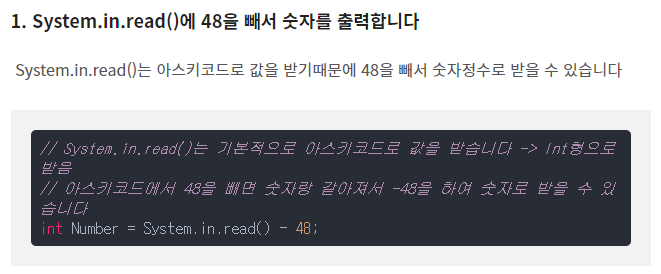 1. System.in.read()에 48을 빼서 숫자를 출력합니다
System.in.read()는 아스키코드로 값을 받기때문에 48을 빼서 숫자정수로 받을 수 있습니다
// System.in.read()는 기본적으로 아스키코드로 값을 받습니다 -> int형으로
받음
// 아스키코드에서 48을 빼면 숫자랑 같아져서 -48을 하여 숫자로 받을 수 있
습니다
int Number = System.in.read() - 48;